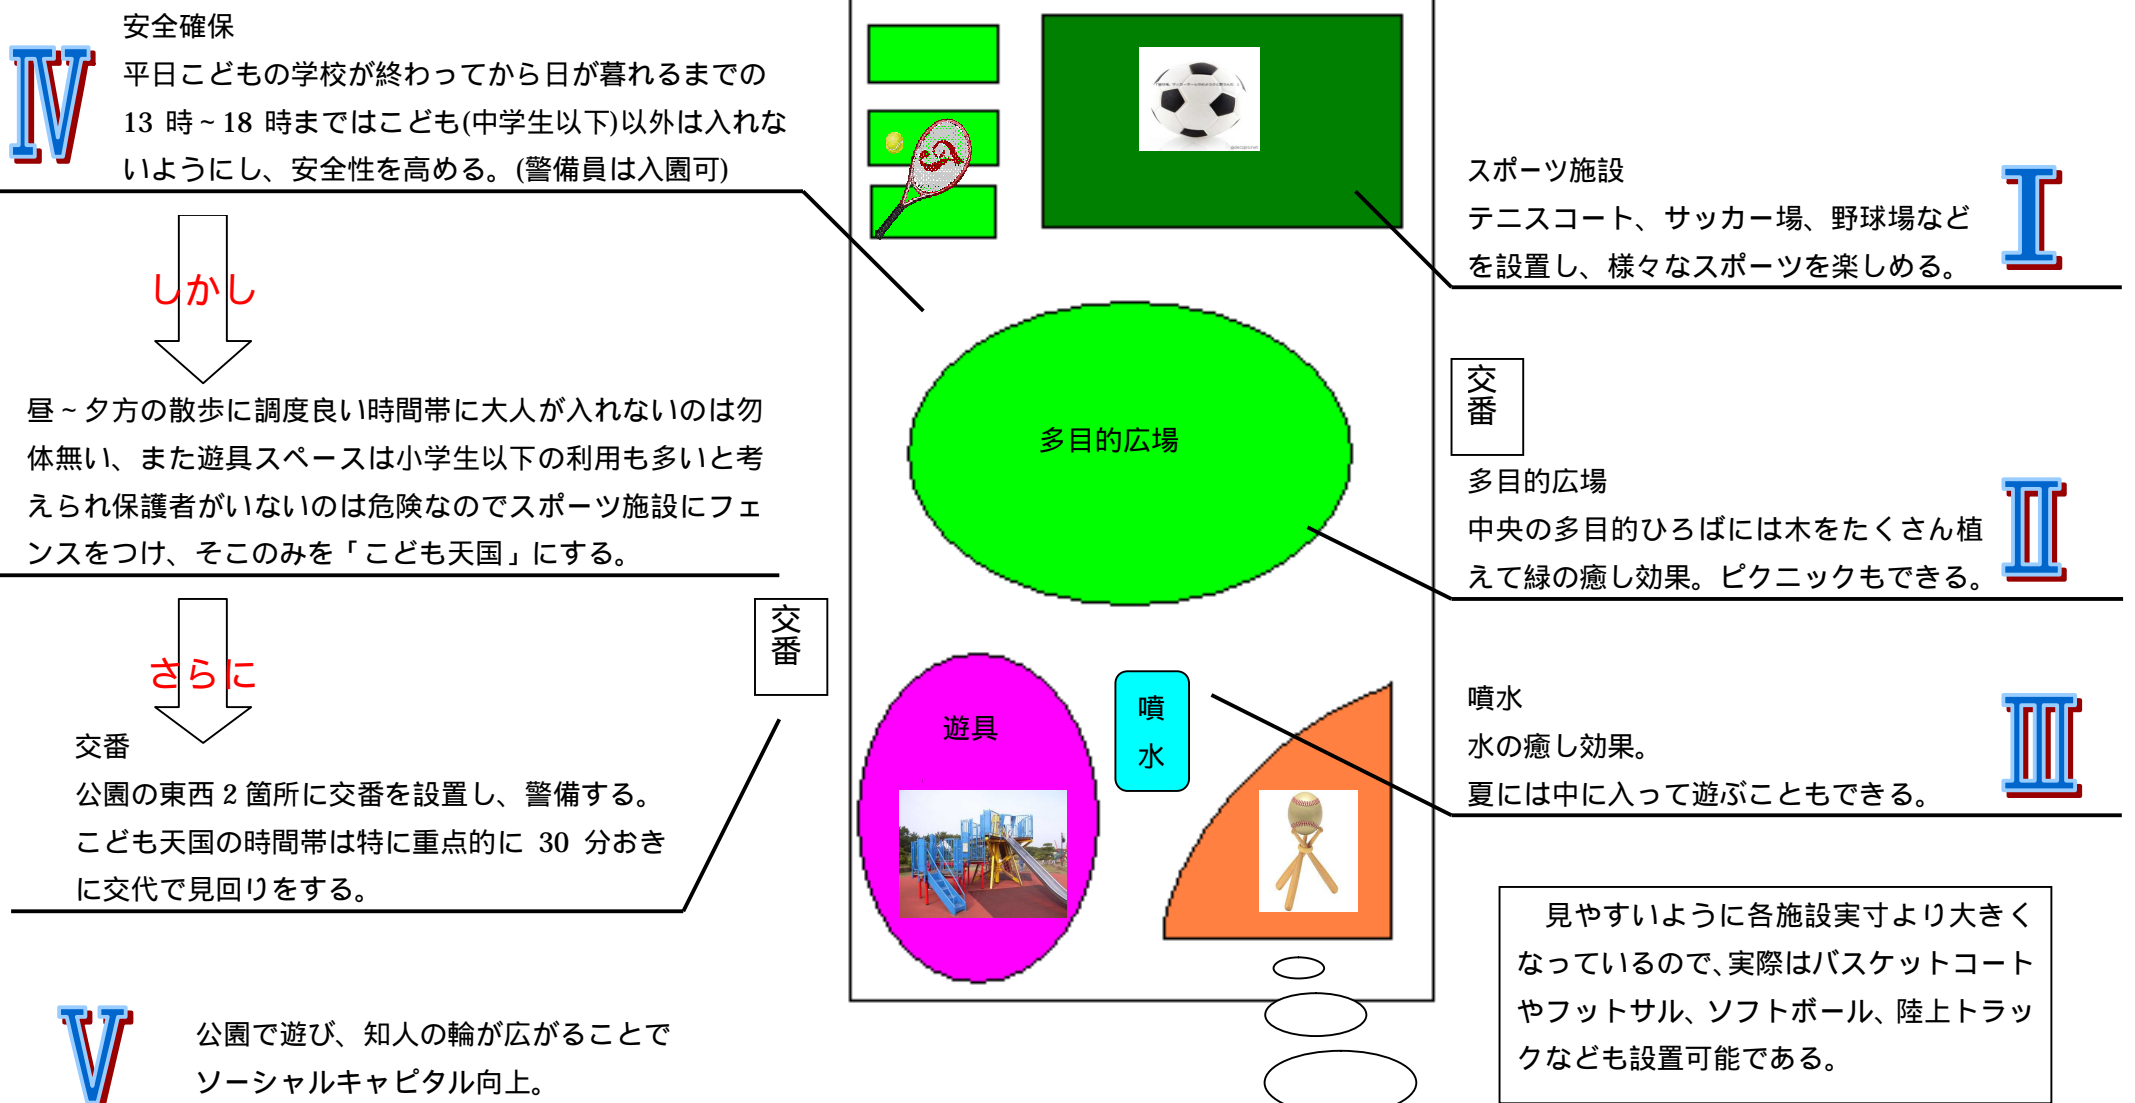 Ⅳ
安全確保
平日こどもの学校が終わってから日が暮れるまでの
13 時~18 時まではこども(中学生以下)以外は入れな
いようにし、安全性を高める。(警備員は入園可)
しかし
昼~夕方の散歩に調度良い時間帯に大人が入れないのは勿
体無い、また遊具スペースは小学生以下の利用も多いと考
えられ保護者がいないのは危険なのでスポーツ施設にフェ
ンスをつけ、そこのみを「こども天国」にする。
さらに
交番
公園の東西 2 箇所に交番を設置し、警備する。
こども天国の時間帯は特に重点的に 30 分おき
に交代で見回りをする。
Ⅴ
公園で遊び、知人の輪が広がることで
ソーシャルキャピタル向上。
交番
多目的広場
遊具
噴
水
Ⅰ
スポーツ施設
テニスコート、サッカー場、野球場など
を設置し、様々なスポーツを楽しめる。
交番
Ⅱ
多目的広場
中央の多目的ひろばには木をたくさん植
えて緑の癒し効果。ピクニックもできる。
Ⅲ
噴水
水の癒し効果。
夏には中に入って遊ぶこともできる。
見やすいように各施設実寸より大きく
なっているので、実際はバスケットコート
やフットサル、ソフトボール、陸上トラッ
クなども設置可能である。